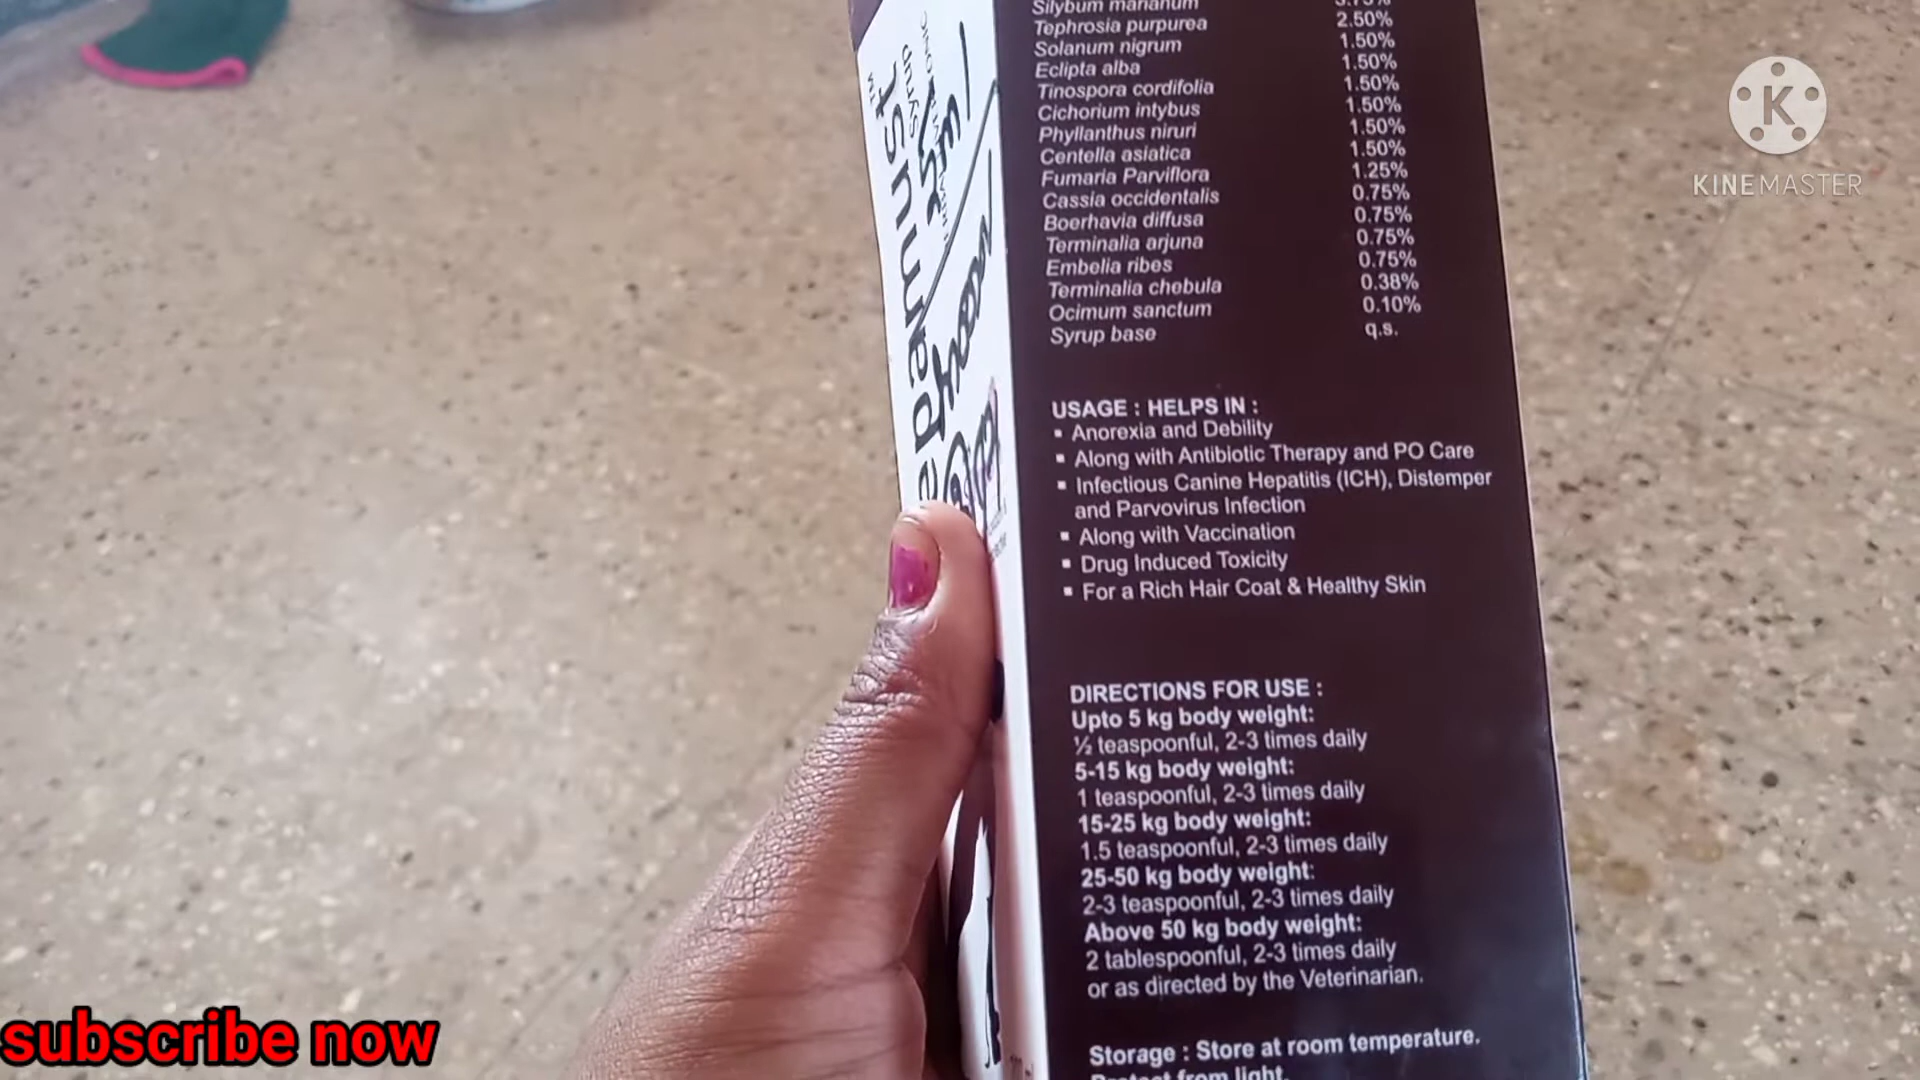 Silybum marianum 3.75%
Tephrosia purpurea 2.50%
Solanum nigrum 1.50%
Eclipta alba 1.50%
Tinospora cordifolia 1.50%
Cichorium intybus 1.50%
Phyllanthus niruri 1.50%
Centella asiatica 1.50%
Fumaria Parviflora 1.25%
Cassia occidentalis 0.75%
Boerhavia diffusa 0.75%
Terminalia arjuna 0.75%
Embelia ribes 0.75%
Terminalia chebula 0.38%
Ocimum sanctum 0.10%
Syrup base q.s.
USAGE : HELPS IN :
▪ Anorexia and Debility
▪ Along with Antibiotic Therapy and PO Care
▪ Infectious Canine Hepatitis (ICH), Distemper
and Parvovirus Infection
▪ Along with Vaccination
▪ Drug Induced Toxicity
▪ For a Rich Hair Coat & Healthy Skin
DIRECTIONS FOR USE :
Upto 5 kg body weight:
½ teaspoonful, 2-3 times daily
5-15 kg body weight:
1 teaspoonful, 2-3 times daily
15-25 kg body weight:
1.5 teaspoonful, 2-3 times daily
25-50 kg body weight:
2-3 teaspoonful, 2-3 times daily
Above 50 kg body weight:
2 tablespoonful, 2-3 times daily
or as directed by the Veterinarian.
Storage : Store at room temperature.
Protect from light.
Syrup
K
KINEMASTER
subscribe now